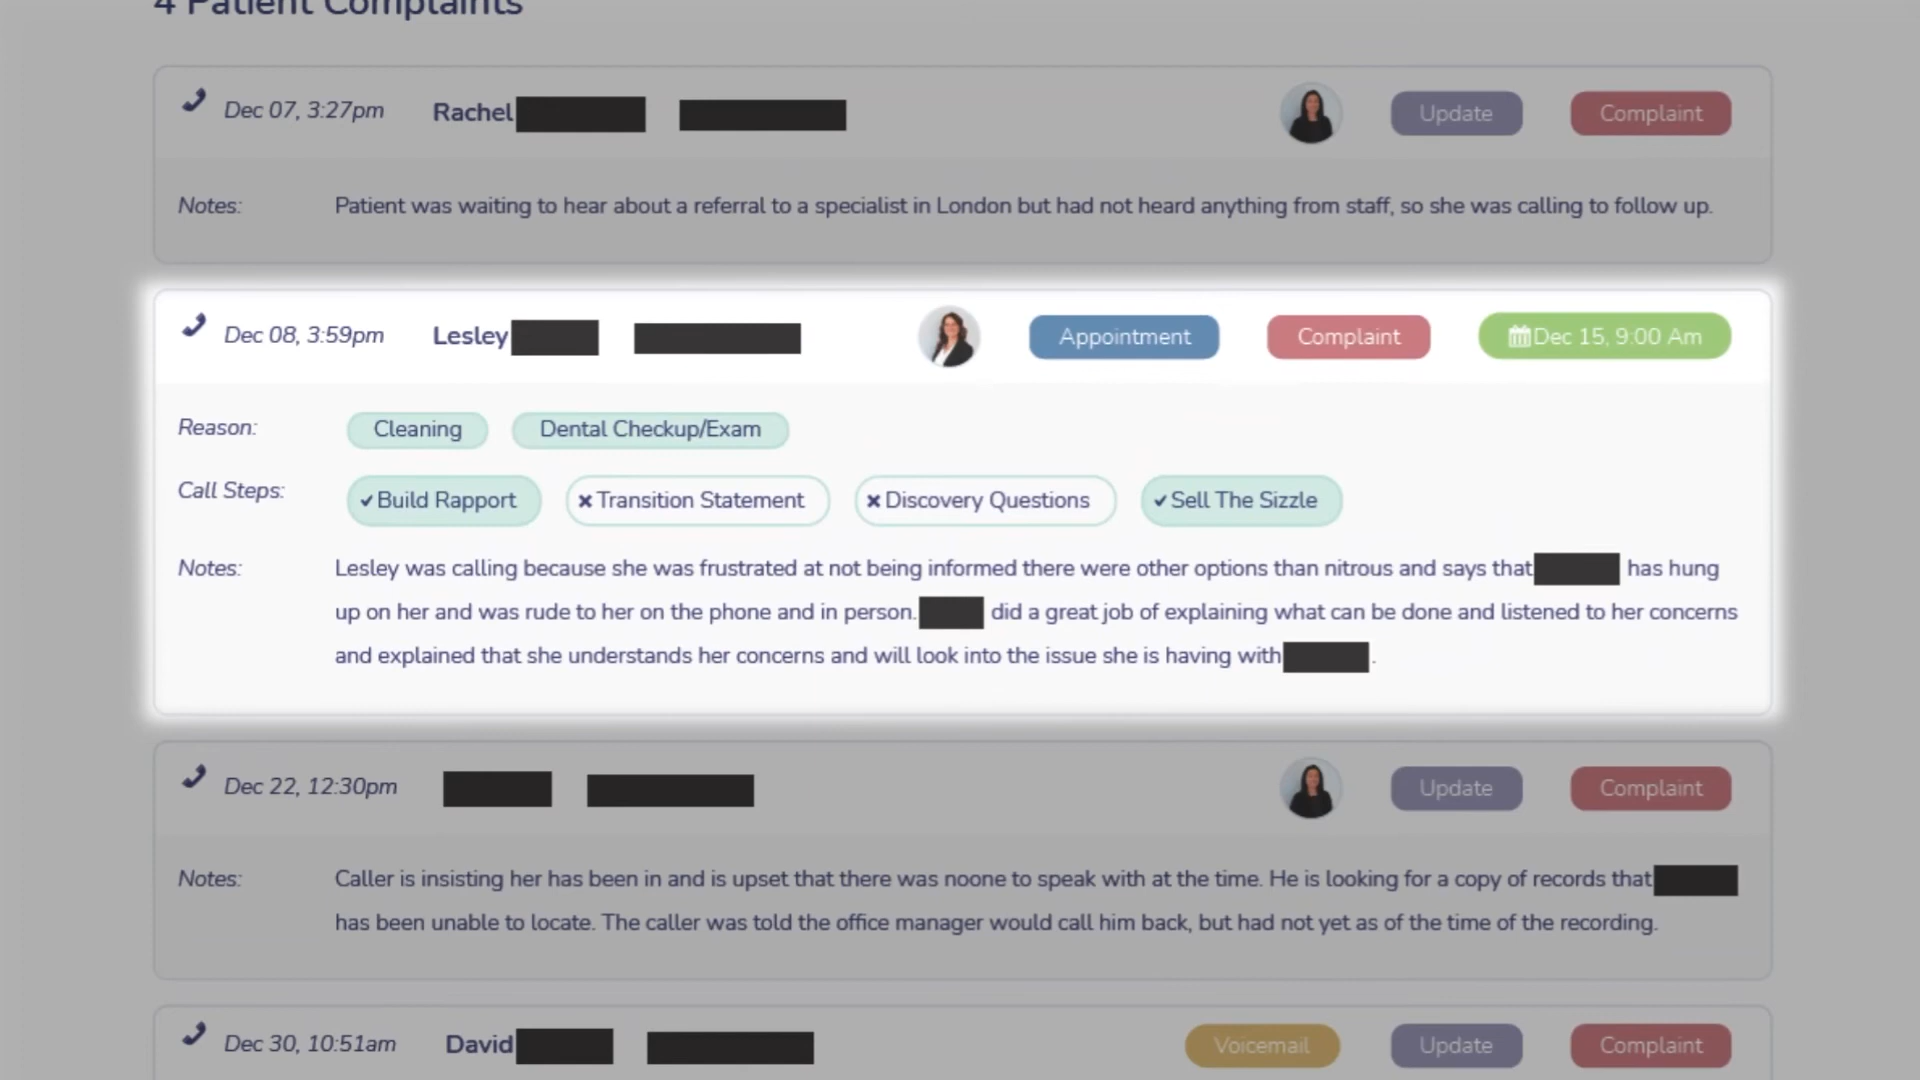 4 Patient Complaints
Dec 07, 3:27pm Rachel Update Complaint
Notes: Patient was waiting to hear about a referral to a specialist in London but had not heard anything from staff, so she was calling to follow up.
Dec 08, 3:59pm Lesley Appointment Complaint Dec 15, 9:00 Am
Reason: Cleaning Dental Checkup/Exam
Call Steps: Build Rapport Transition Statement Discovery Questions Sell The Sizzle
Notes: Lesley was calling because she was frustrated at not being informed there were other options than nitrous and says that has hung
up on her and was rude to her on the phone and in person. did a great job of explaining what can be done and listened to her concerns
and explained that she understands her concerns and will look into the issue she is having with .
Dec 22, 12:30pm Update Complaint
Notes: Caller is insisting her has been in and is upset that there was noone to speak with at the time. He is looking for a copy of records that
has been unable to locate. The caller was told the office manager would call him back, but had not yet as of the time of the recording.
Dec 30, 10:51am David Voicemail Update Complaint